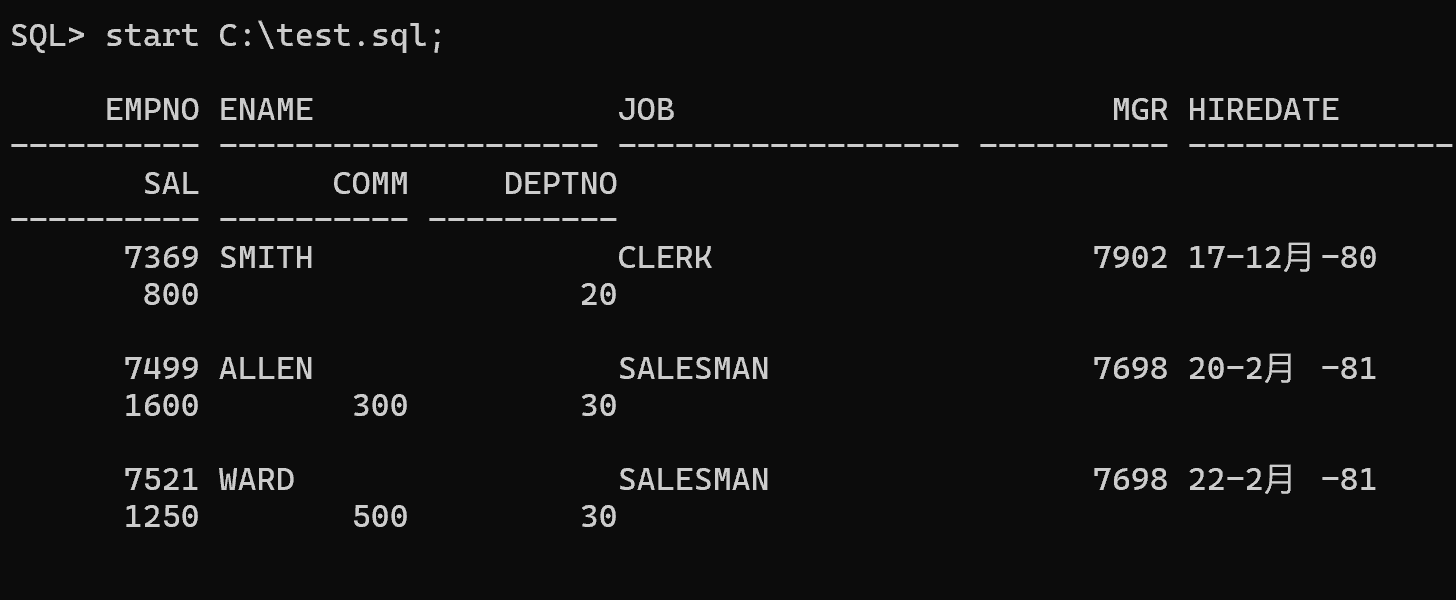 SQL> start C:\test.sql;
     EMPNO ENAME                JOB                       MGR HIREDATE
---------- -------------------- ------------------ ---------- --------------
       SAL       COMM     DEPTNO
---------- ---------- ----------
      7369 SMITH                CLERK                    7902 17-12月-80
       800                    20
      7499 ALLEN                SALESMAN                 7698 20-2月 -81
      1600        300         30
      7521 WARD                 SALESMAN                 7698 22-2月 -81
      1250        500         30